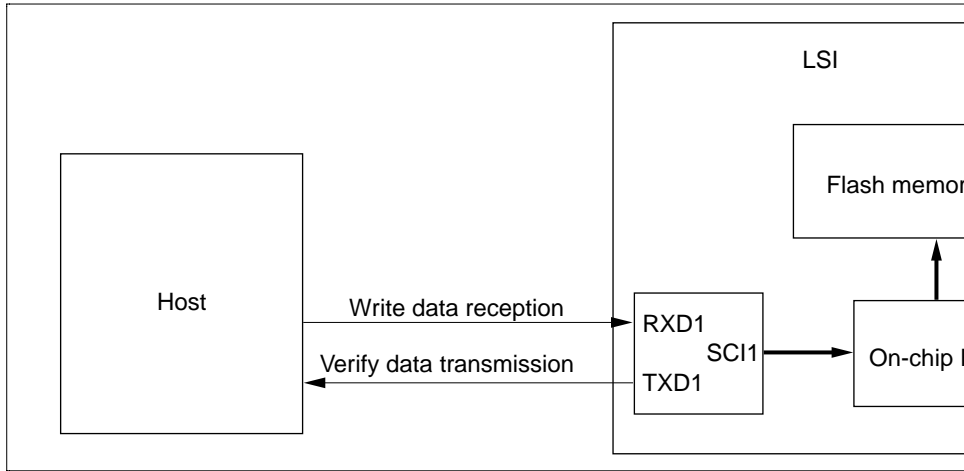 LSI
Flash memor
Host
Write data reception
RXD1
SCI1
Verify data transmission
TXD1
On-chip